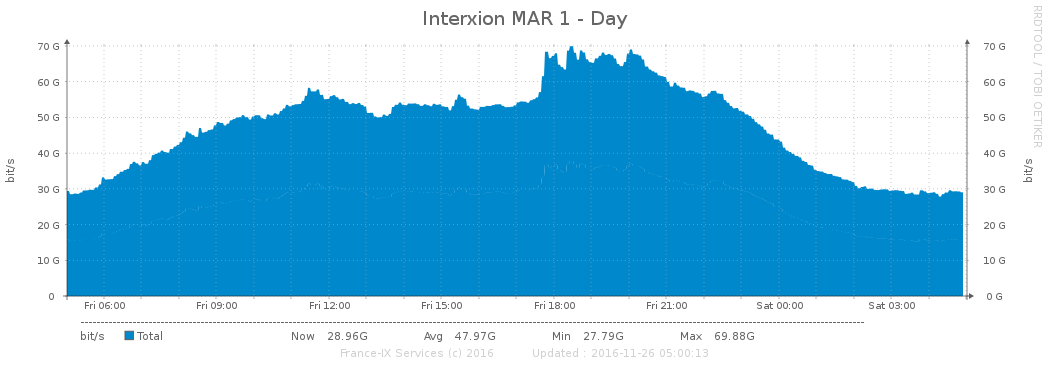 Interxion MAR 1 - Day
RRDTOOL / TOBI OETIKER
bit/s
70 G 70 G
60 G 60 G
50 G 50 G
40 G 40 G
30 G 30 G
20 G 20 G
10 G 10 G
0 0 G
bit/s
Fri 06:00 Fri 09:00 Fri 12:00 Fri 15:00 Fri 18:00 Fri 21:00 Sat 00:00 Sat 03:00
bit/s Total Now 28.96G Avg 47.97G Min 27.79G Max 69.88G
France-IX Services (c) 2016 Updated : 2016-11-26 05:00:13